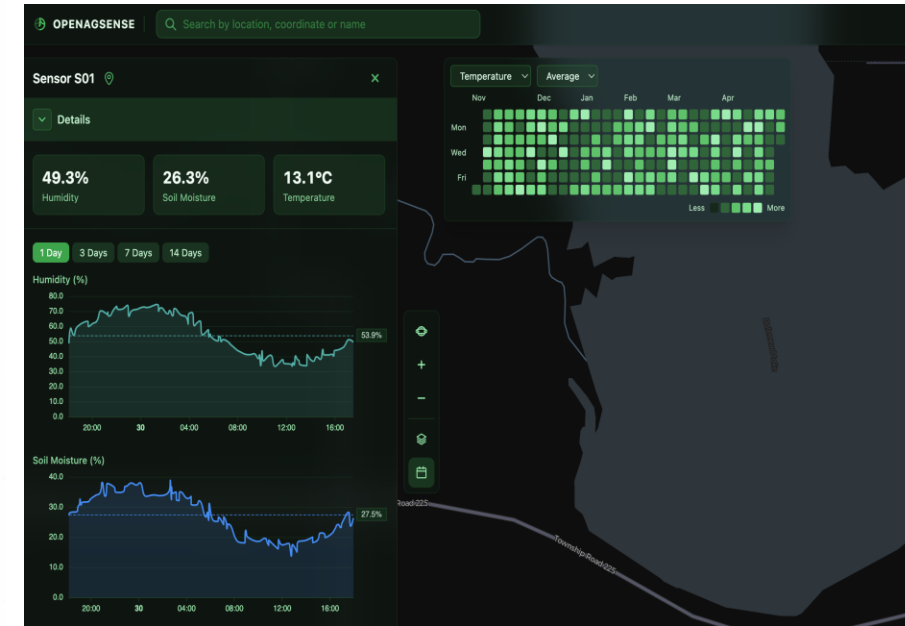 OPENAGSENSE
Search by location, coordinate or name
Sensor S01
Details
49.3%
Humidity
26.3%
Soil Moisture
13.1°C
Temperature
1 Day 3 Days 7 Days 14 Days
Humidity (%)
80.0
70.0
60.0
50.0
40.0
30.0
20.0
10.0
0.0
53.9%
20:00 30 04:00 08:00 12:00 16:00
Soil Moisture (%)
40.0
30.0
20.0
10.0
0.0
27.5%
20:00 30 04:00 08:00 12:00 16:00
Temperature Average
Nov Dec Jan Feb Mar Apr
Mon
Wed
Fri
Less More
Road 225
Township Road 225